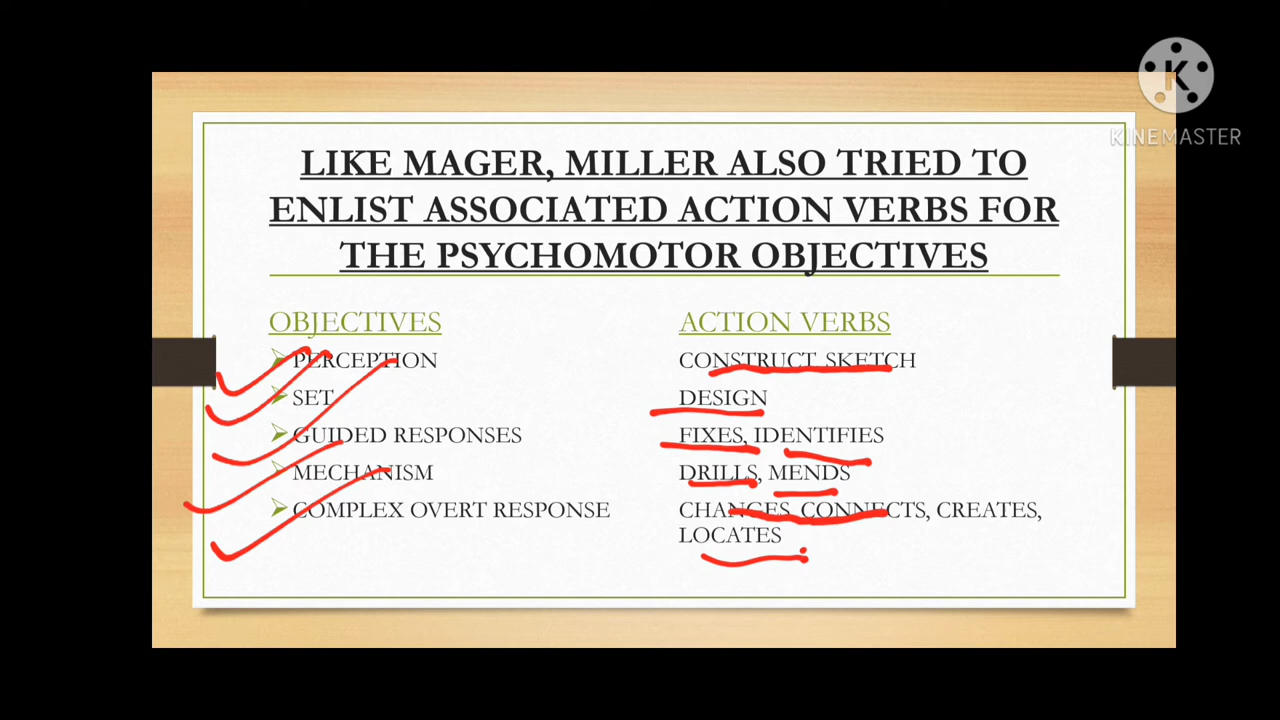 K
KINEMASTER
LIKE MAGER, MILLER ALSO TRIED TO
ENLIST ASSOCIATED ACTION VERBS FOR
THE PSYCHOMOTOR OBJECTIVES
OBJECTIVES
PERCEPTION
SET
GUIDED RESPONSES
MECHANISM
COMPLEX OVERT RESPONSE
ACTION VERBS
CONSTRUCT, SKETCH
DESIGN
FIXES, IDENTIFIES
DRILLS, MENDS
CHANGES, CONNECTS, CREATES,
LOCATES